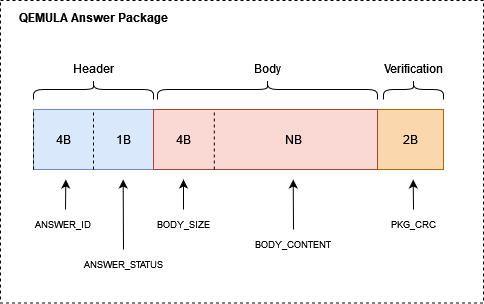 QEMULA Answer Package
Header
Body
Verification
4B
1B
4B
NB
2B
ANSWER_ID
ANSWER_STATUS
BODY_SIZE
BODY_CONTENT
PKG_CRC